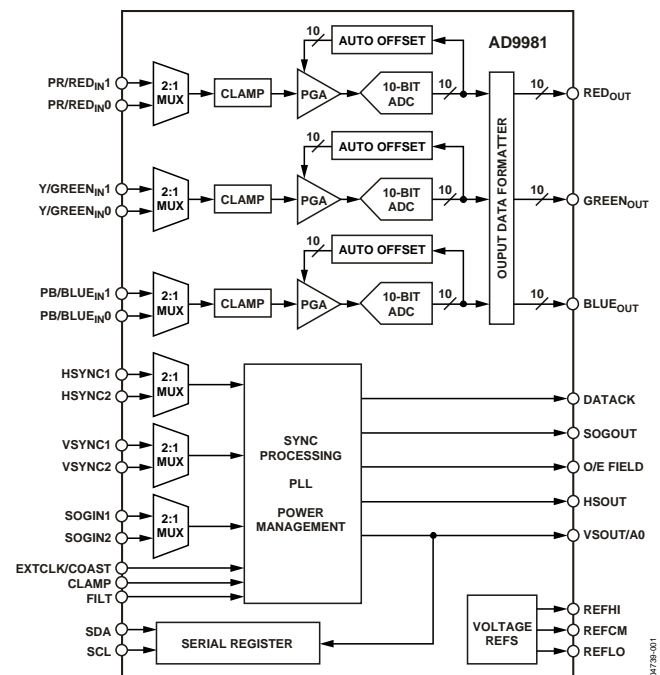 AD9981
10
AUTO OFFSET
PR/RED_IN1
PR/RED_IN0
2:1
MUX
CLAMP
PGA
10-BIT
ADC
10
10
RED_OUT
10
AUTO OFFSET
Y/GREEN_IN1
Y/GREEN_IN0
2:1
MUX
CLAMP
PGA
10-BIT
ADC
10
10
GREEN_OUT
10
AUTO OFFSET
PB/BLUE_IN1
PB/BLUE_IN0
2:1
MUX
CLAMP
PGA
10-BIT
ADC
10
10
BLUE_OUT
OUPUT DATA FORMATTER
HSYNC1
HSYNC2
2:1
MUX
VSYNC1
VSYNC2
2:1
MUX
SOGIN1
SOGIN2
2:1
MUX
EXTCLK/COAST
CLAMP
FILT
SYNC
PROCESSING
PLL
POWER
MANAGEMENT
DATACK
SOGOUT
O/E FIELD
HSOUT
VSOUT/A0
SDA
SCL
SERIAL REGISTER
VOLTAGE
REFS
REFHI
REFCM
REFLO
04739-001